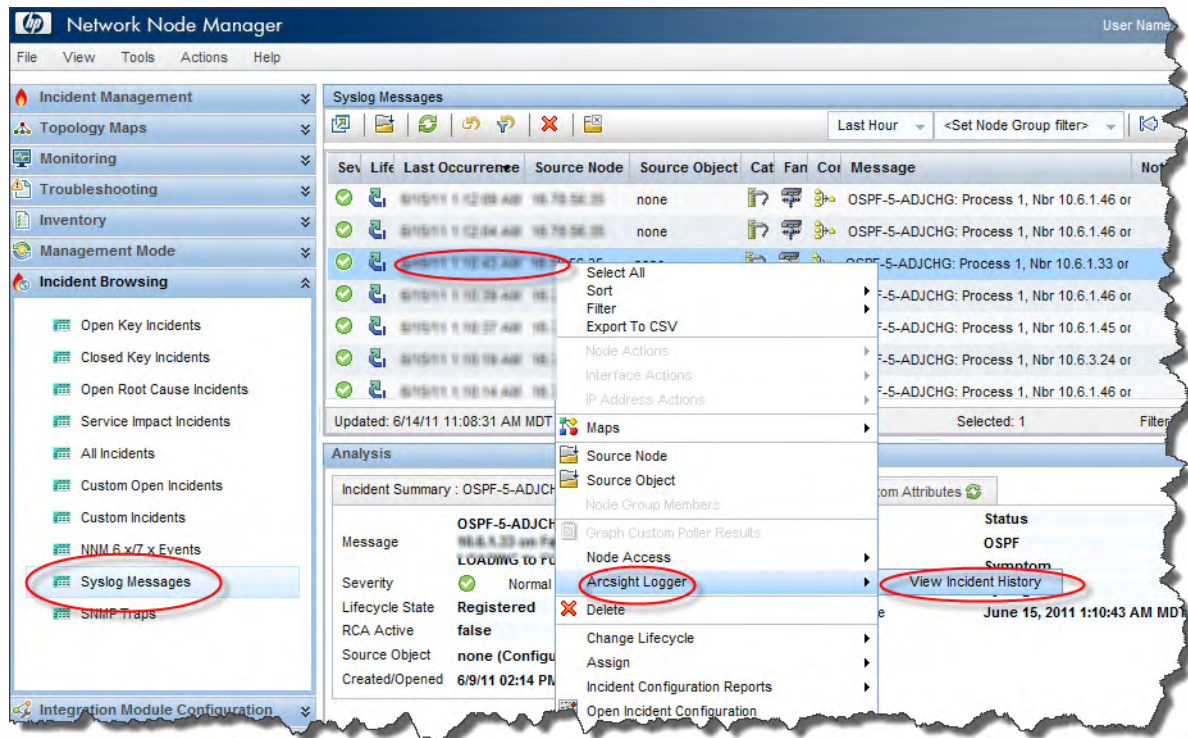 hp Network Node Manager
User Name
File View Tools Actions Help
Incident Management
Topology Maps
Monitoring
Troubleshooting
Inventory
Management Mode
Incident Browsing
Open Key Incidents
Closed Key Incidents
Open Root Cause Incidents
Service Impact Incidents
All Incidents
Custom Open Incidents
Custom Incidents
NNM 6.x/7.x Events
Syslog Messages
SNMP Traps
Integration Module Configuration
Syslog Messages
Last Hour <Set Node Group filter>
Sev Life Last Occurrence Source Node Source Object Cat Fam Cor Message Not
none OSPF-5-ADJCHG: Process 1, Nbr 10.6.1.46 or
none OSPF-5-ADJCHG: Process 1, Nbr 10.6.1.46 or
OSPF-5-ADJCHG: Process 1, Nbr 10.6.1.33 or
F-5-ADJCHG: Process 1, Nbr 10.6.1.46 or
F-5-ADJCHG: Process 1, Nbr 10.6.1.45 or
F-5-ADJCHG: Process 1, Nbr 10.6.3.24 or
F-5-ADJCHG: Process 1, Nbr 10.6.1.46 or
Updated: 6/14/11 11:08:31 AM MDT
Selected: 1
Filter
Select All
Sort
Filter
Export To CSV
Node Actions
Interface Actions
IP Address Actions
Maps
Source Node
Source Object
Node Group Members
Graph Custom Poller Results
Node Access
Arcsight Logger
View Incident History
Delete
Change Lifecycle
Assign
Incident Configuration Reports
Open Incident Configuration
Analysis
Incident Summary : OSPF-5-ADJCH
om Attributes
Message OSPF-5-ADJCH
LOADING to FU
Severity Normal
Lifecycle State Registered
RCA Active false
Source Object none (Configu
Created/Opened 6/9/11 02:14 PM
Status
OSPF
Symptom
e June 15, 2011 1:10:43 AM MDT